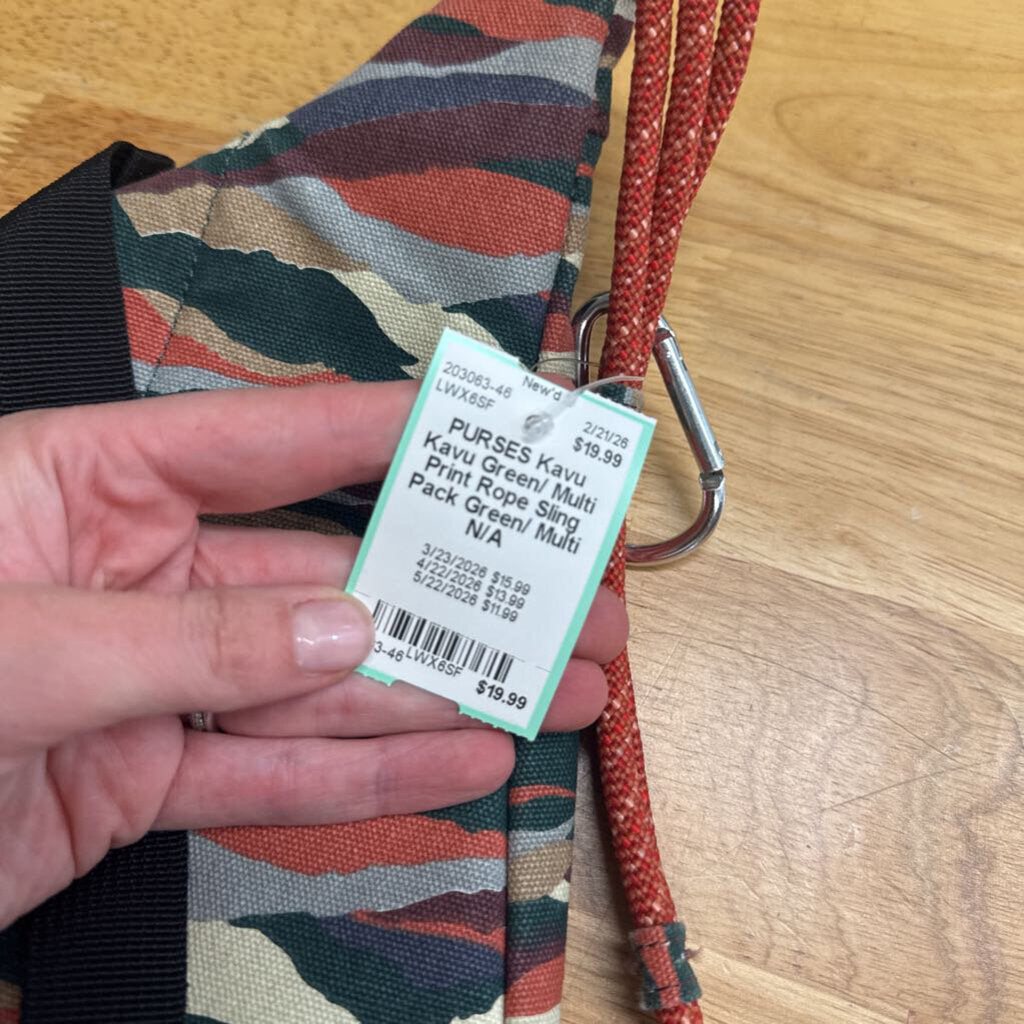 203063-46
LWX6SF
New'd
2/21/26
$19.99
PURSES Kavu
Kavu Green/ Multi
Print Rope Sling
Pack Green/ Multi
N/A
3/23/2026 $15.99
4/22/2026 $13.99
5/22/2026 $11.99
3-46 LWX6SF
$19.99